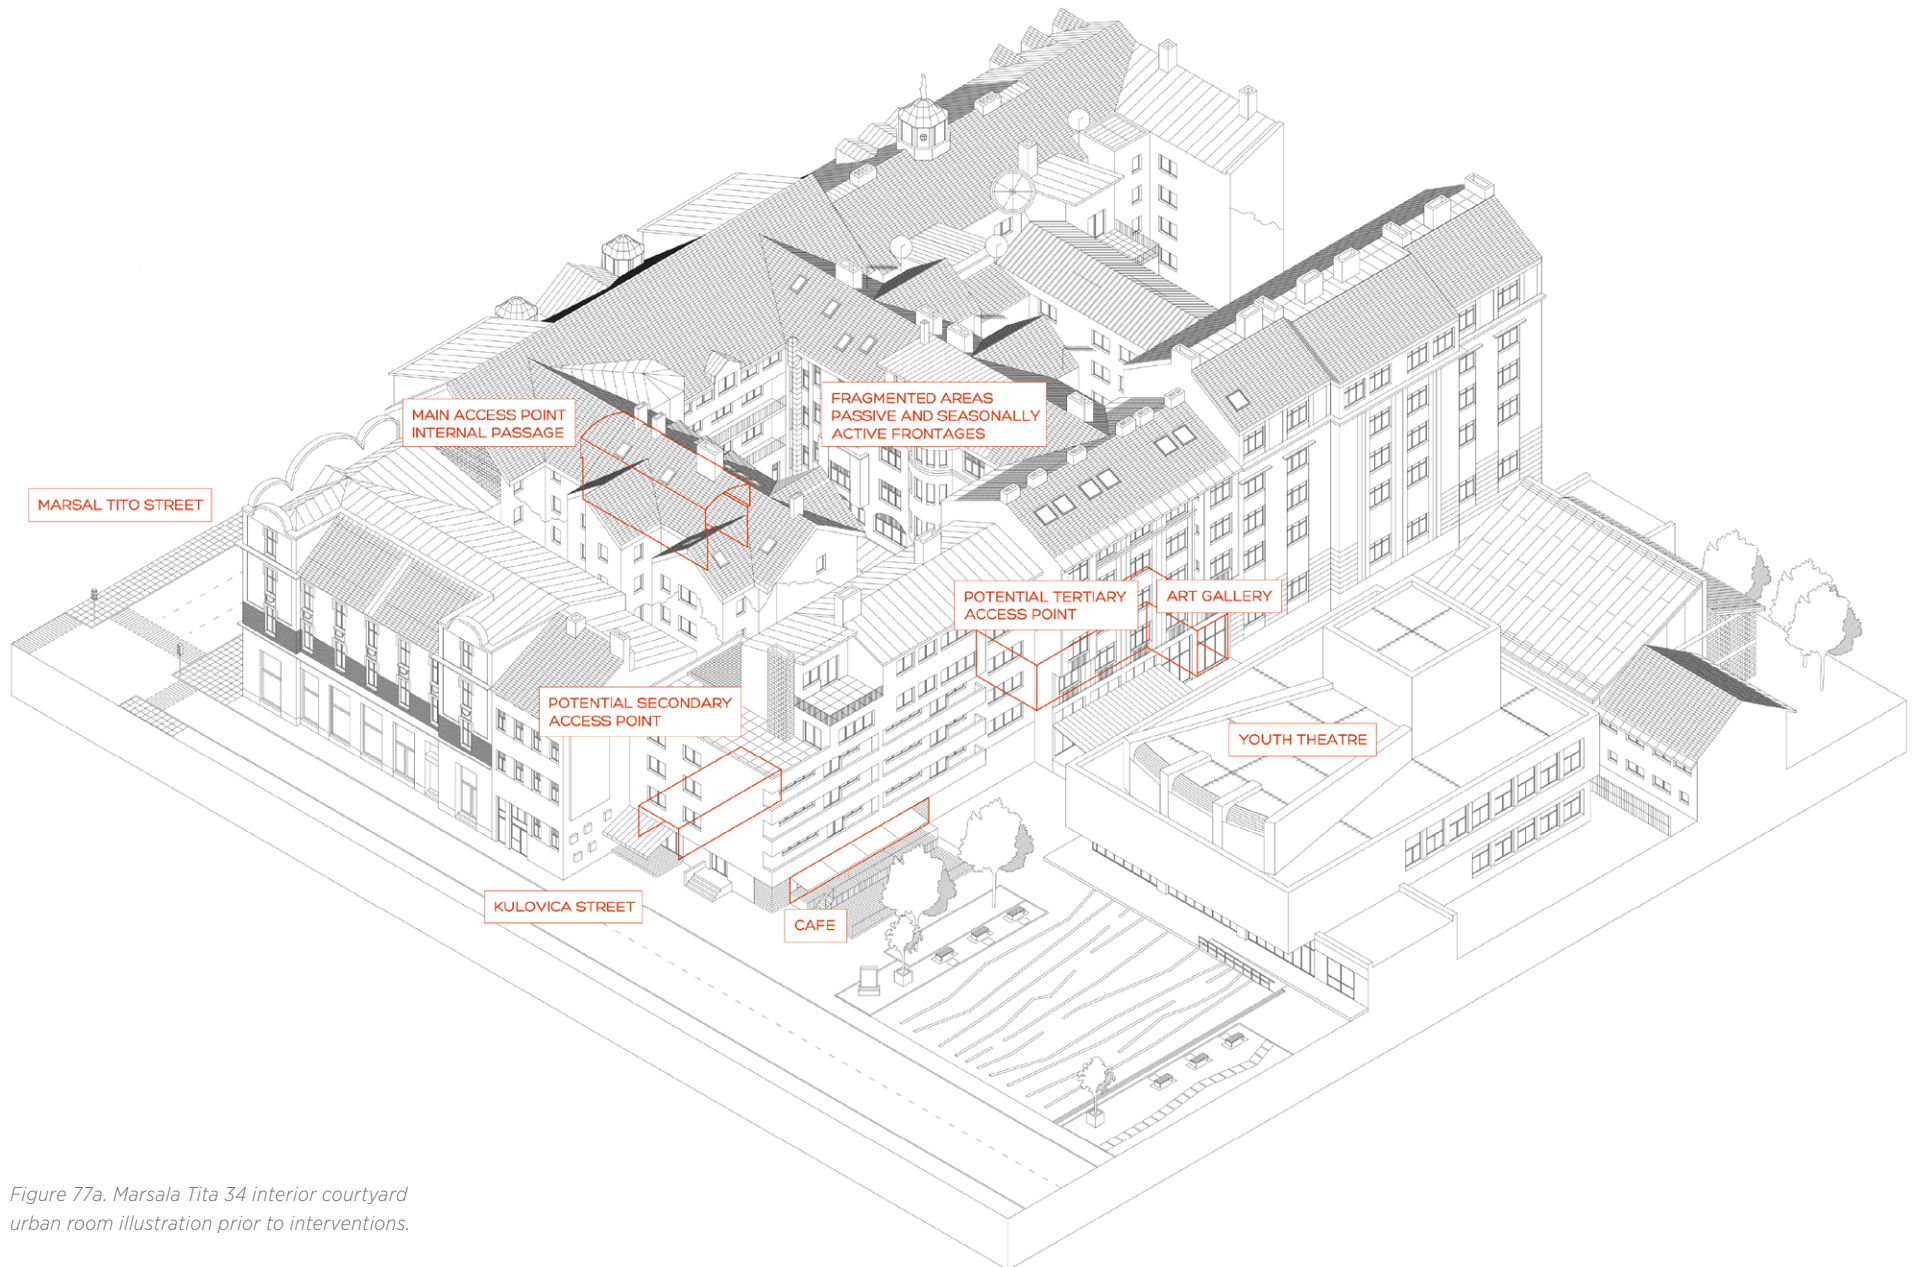 MAIN ACCESS POINT
INTERNAL PASSAGE
FRAGMENTED AREAS
PASSIVE AND SEASONALLY
ACTIVE FRONTAGES
MARSAL TITO STREET
POTENTIAL TERTIARY
ACCESS POINT
ART GALLERY
POTENTIAL SECONDARY
ACCESS POINT
YOUTH THEATRE
KULOVICA STREET
CAFE
Figure 77a. Marsala Tita 34 interior courtyard
urban room illustration prior to interventions.